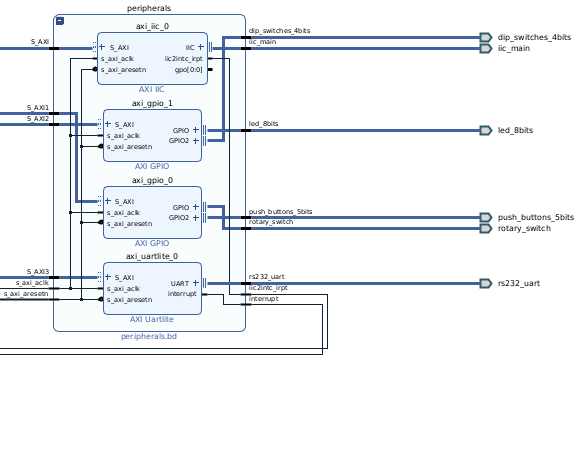 peripherals
axi_iic_0
S_AXI
S_AXI
s_axi_aclk
s_axi_aresetn
IIC
iic2intc_irpt
gpo[0:0]
AXI IIC
dip_switches_4bits
iic_main
dip_switches_4bits
iic_main
axi_gpio_1
S_AXI1
S_AXI2
S_AXI
s_axi_aclk
s_axi_aresetn
GPIO
GPIO2
AXI GPIO
led_8bits
led_8bits
axi_gpio_0
S_AXI
s_axi_aclk
s_axi_aresetn
GPIO
GPIO2
AXI GPIO
push_buttons_5bits
rotary_switch
push_buttons_5bits
rotary_switch
axi_uartlite_0
S_AXI3
s_axi_aclk
s_axi_aresetn
S_AXI
s_axi_aclk
s_axi_aresetn
UART
interrupt
AXI Uartlite
rs232_uart
iic2intc_irpt
interrupt
rs232_uart
peripherals.bd